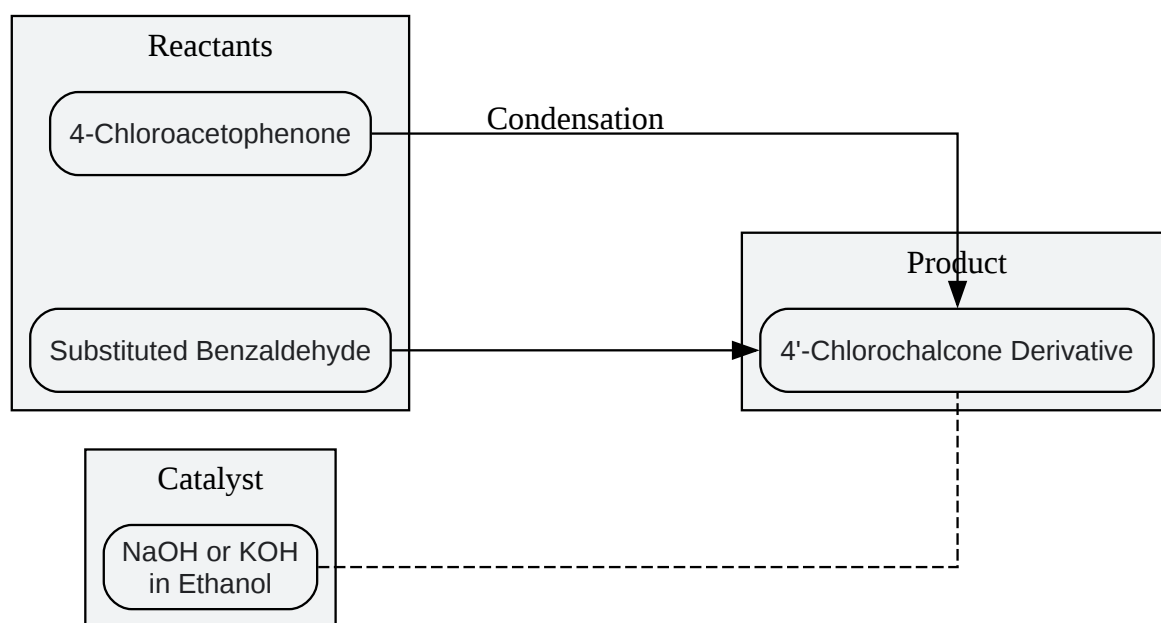 Reactants
4-Chloroacetophenone
Condensation
Product
Substituted Benzaldehyde
4'-Chlorochalcone Derivative
Catalyst
NaOH or KOH
in Ethanol